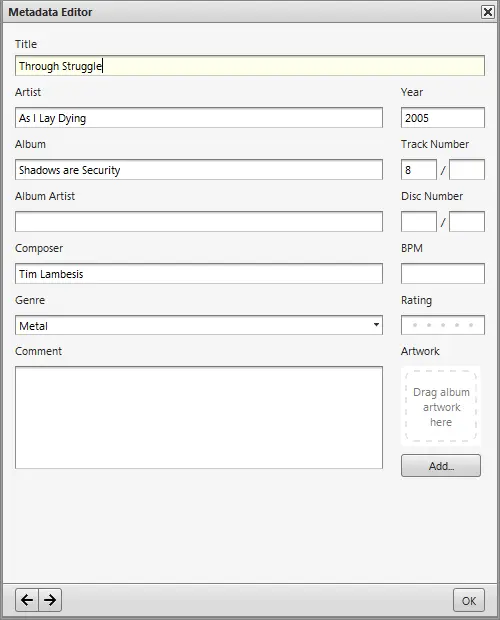 Metadata Editor
Title
Through Struggle
Artist
Year
As I Lay Dying
2005
Album
Track Number
Shadows are Security
8 /
Album Artist
Disc Number
/
Composer
BPM
Tim Lambesis
Genre
Rating
Metal
Comment
Artwork
Drag album
artwork
here
Add...
OK